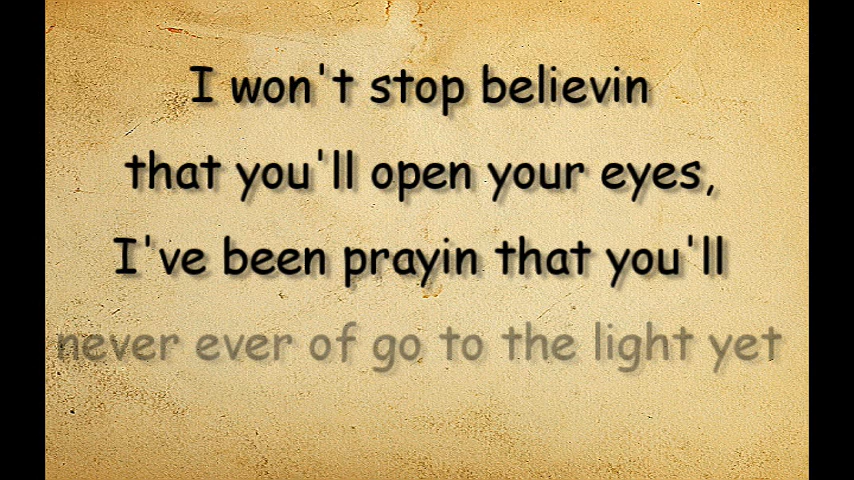 I won't stop believin
that you'll open your eyes,
I've been prayin that you'll
never ever of go to the light yet